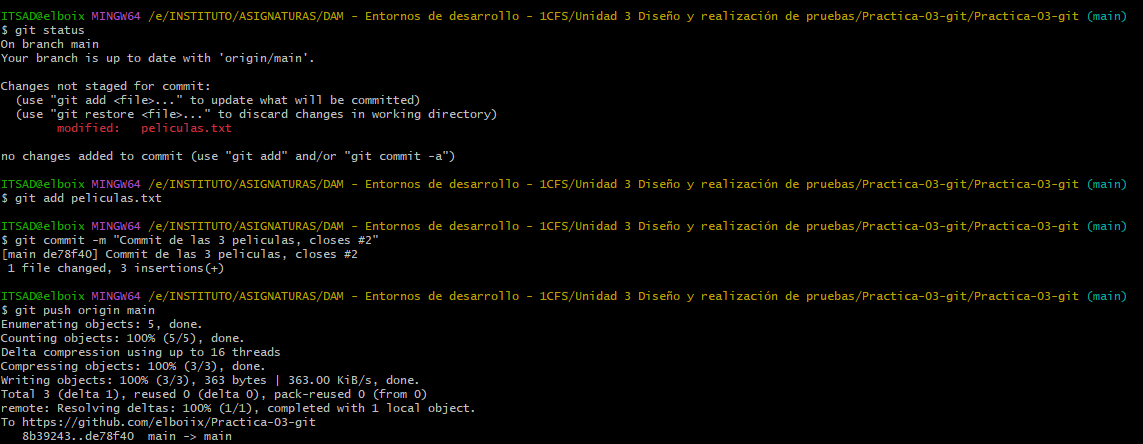 ITSAD@elboix MINGW64 /e/INSTITUTO/ASIGNATURAS/DAM - Entornos de desarrollo - 1CFS/Unidad 3 Diseño y realización de pruebas/Practica-03-git/Practica-03-git (main)
$ git status
On branch main
Your branch is up to date with 'origin/main'.
Changes not staged for commit:
  (use "git add <file>..." to update what will be committed)
  (use "git restore <file>..." to discard changes in working directory)
        modified:   peliculas.txt
no changes added to commit (use "git add" and/or "git commit -a")
ITSAD@elboix MINGW64 /e/INSTITUTO/ASIGNATURAS/DAM - Entornos de desarrollo - 1CFS/Unidad 3 Diseño y realización de pruebas/Practica-03-git/Practica-03-git (main)
$ git add peliculas.txt
ITSAD@elboix MINGW64 /e/INSTITUTO/ASIGNATURAS/DAM - Entornos de desarrollo - 1CFS/Unidad 3 Diseño y realización de pruebas/Practica-03-git/Practica-03-git (main)
$ git commit -m "Commit de las 3 peliculas, closes #2"
[main de78f40] Commit de las 3 peliculas, closes #2
 1 file changed, 3 insertions(+)
ITSAD@elboix MINGW64 /e/INSTITUTO/ASIGNATURAS/DAM - Entornos de desarrollo - 1CFS/Unidad 3 Diseño y realización de pruebas/Practica-03-git/Practica-03-git (main)
$ git push origin main
Enumerating objects: 5, done.
Counting objects: 100% (5/5), done.
Delta compression using up to 16 threads
Compressing objects: 100% (3/3), done.
Writing objects: 100% (3/3), 363 bytes | 363.00 KiB/s, done.
Total 3 (delta 1), reused 0 (delta 0), pack-reused 0 (from 0)
remote: Resolving deltas: 100% (1/1), completed with 1 local object.
To https://github.com/elboiix/Practica-03-git
   8b39243..de78f40  main -> main